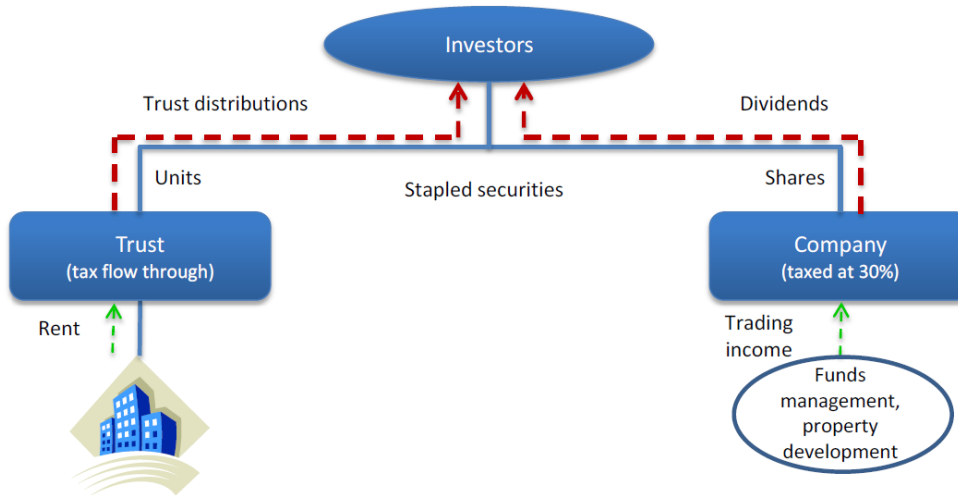 Investors
Trust distributions
Dividends
Units
Stapled securities
Shares
Trust
(tax flow through)
Company
(taxed at 30%)
Rent
Trading
income
Funds
management,
property
development